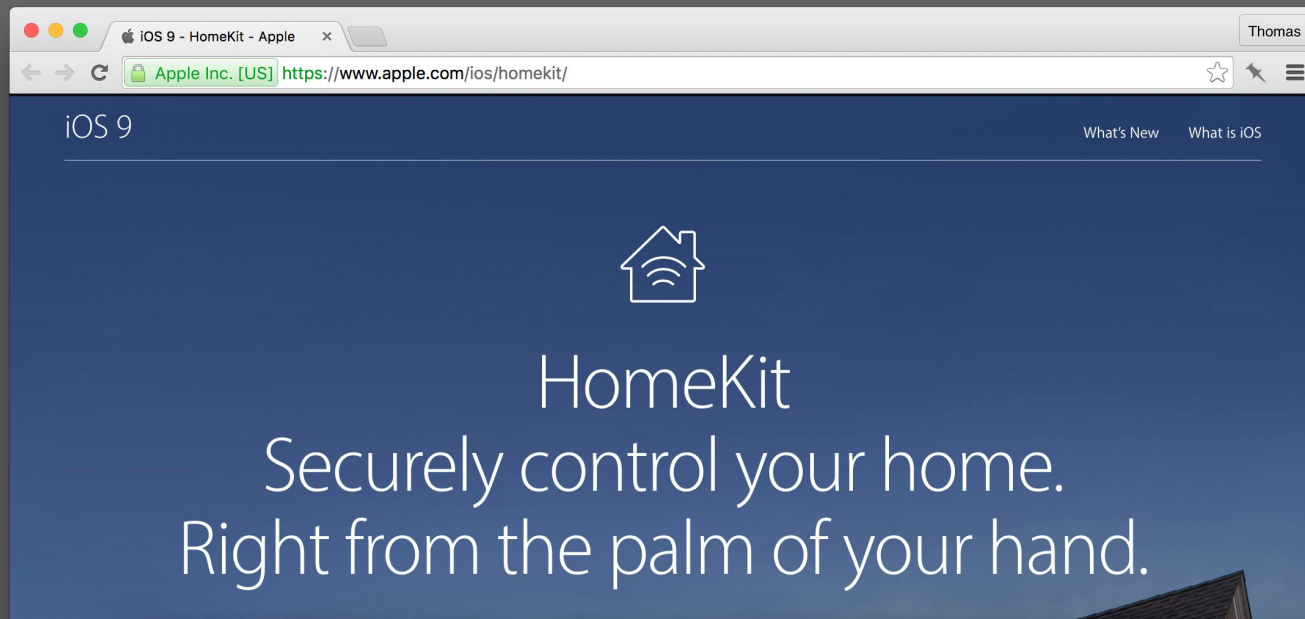 iOS 9 - HomeKit - Apple
Thomas
Apple Inc. [US] https://www.apple.com/ios/homekit/
iOS 9
What's New
What is iOS
HomeKit
Securely control your home.
Right from the palm of your hand.